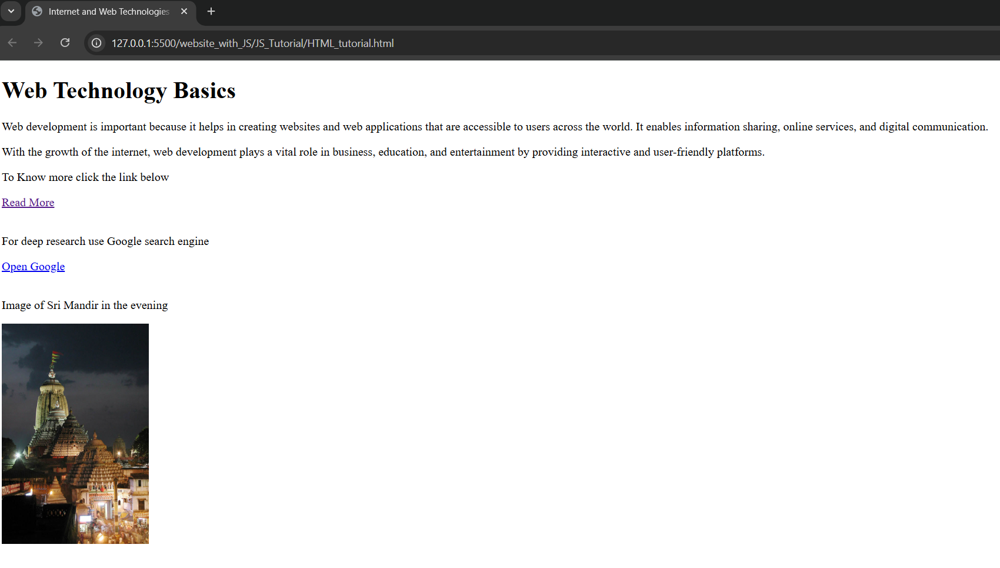 Internet and Web Technologies
127.0.0.1:5500/website_with_JS/JS_Tutorial/HTML_tutorial.html
Web Technology Basics
Web development is important because it helps in creating websites and web applications that are accessible to users across the world. It enables information sharing, online services, and digital communication.
With the growth of the internet, web development plays a vital role in business, education, and entertainment by providing interactive and user-friendly platforms.
To Know more click the link below
Read More
For deep research use Google search engine
Open Google
Image of Sri Mandir in the evening